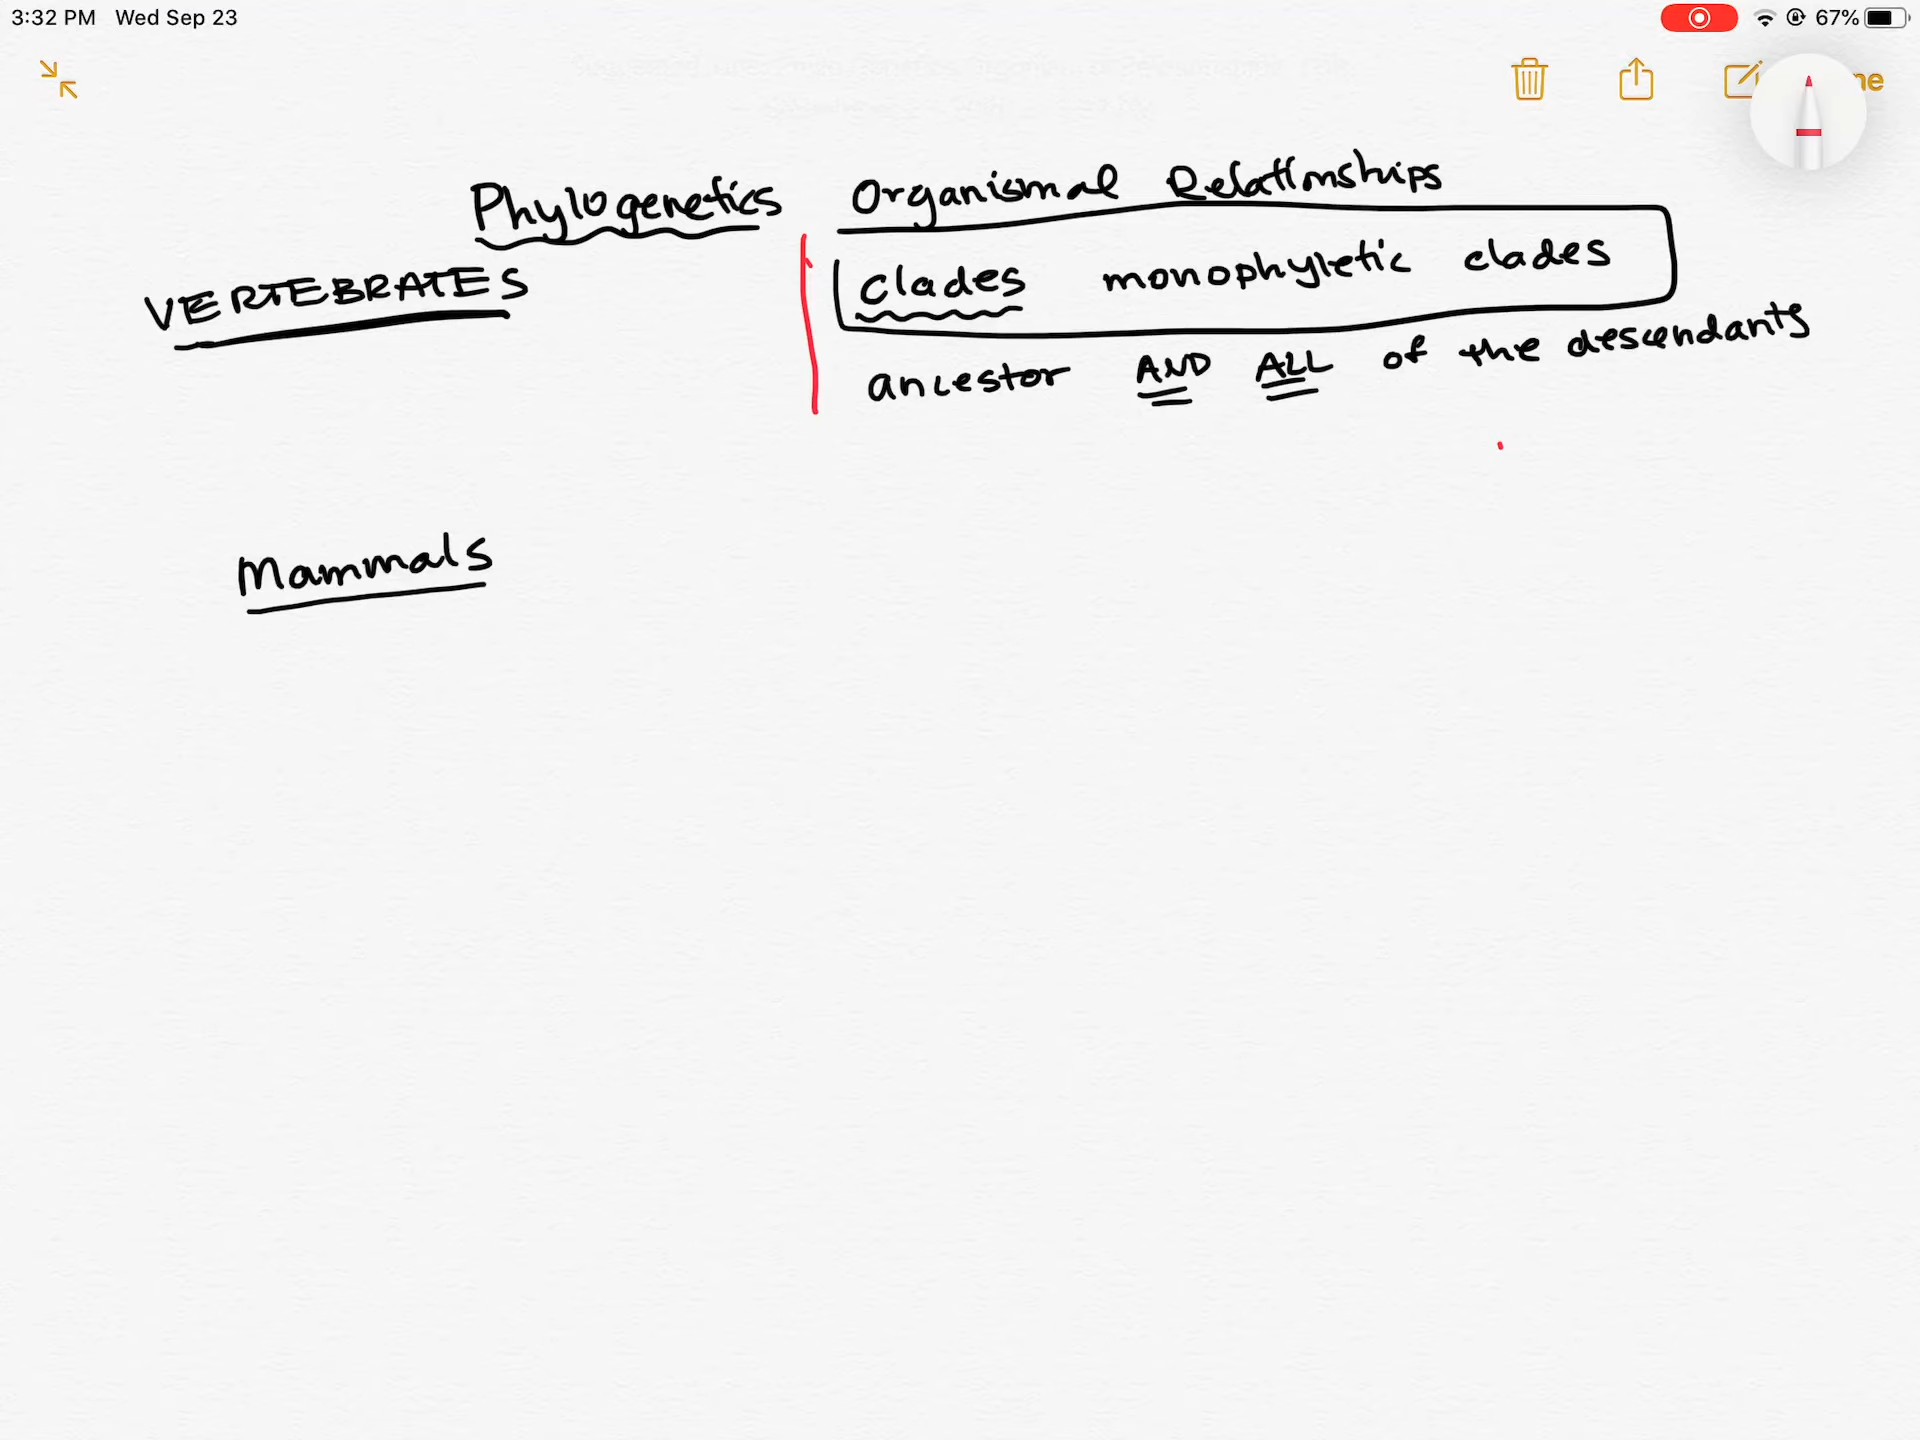 3:32 PM Wed Sep 23
67%
Phylogenetics Organismal Relationships
VERTEBRATES
clades monophyletic clades
ancestor AND ALL of the descendants
Mammals